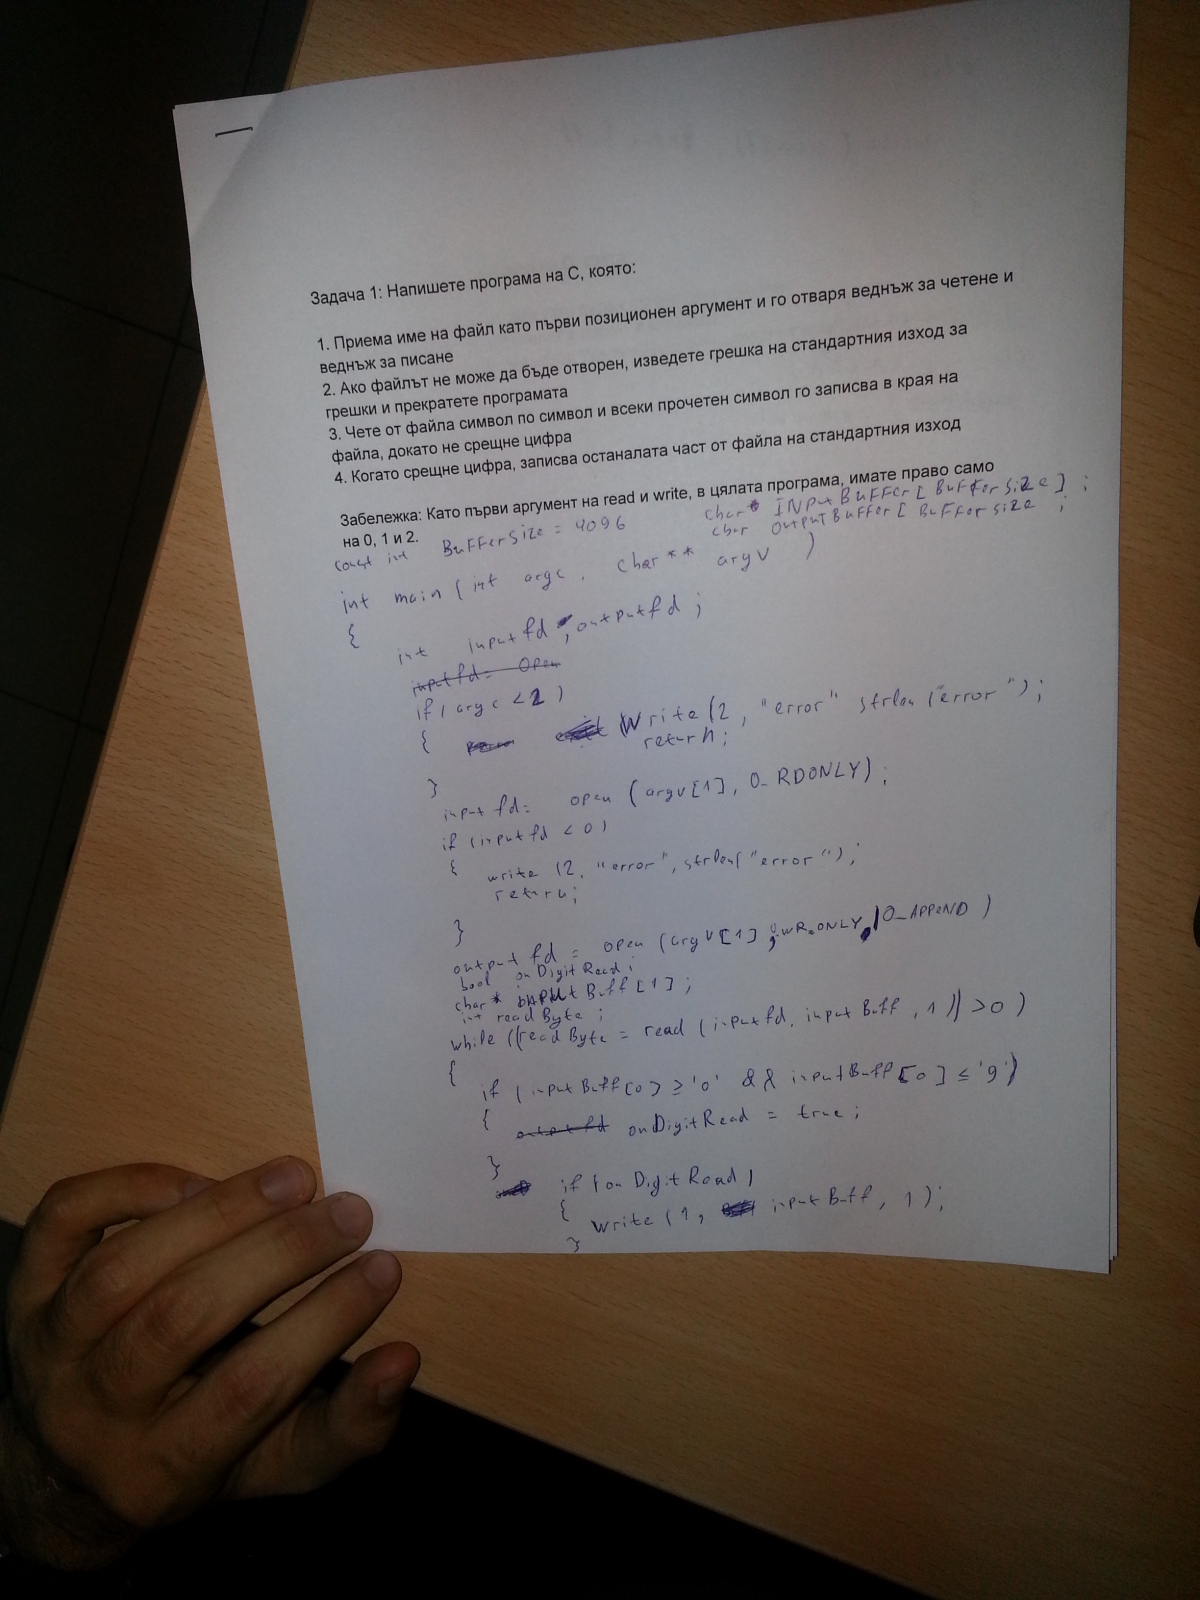 Задача 1: Напишете програма на C, която:
1. Приема име на файл като първи позиционен аргумент и го отваря веднъж за четене и
веднъж за писане
2. Ако файлът не може да бъде отворен, изведете грешка на стандартния изход за
грешки и прекратете програмата
3. Чете от файла символ по символ и всеки прочетен символ го записва в края на
файла, докато не срещне цифра
4. Когато срещне цифра, записва останалата част от файла на стандартния изход
Забележка: Като първи аргумент на read и write, в цялата програма, имате право само
на 0, 1 и 2.
char* INPutBuFFer[BuFFersize];
const int BuFFersize = 4096 char outputBuffer[BuFFersize ;
int main (int argc, char** argv )
{
int inputfd, outputfd;
inputfd= open
if (argc <2 )
{ Write (2, "error" strlen("error");
return;
}
inputfd= open (argv[1], O_RDONLY);
if (inputfd < 0)
{ write (2, "error", strlen("error");
return;
}
outputfd = open (argv[1], O_WRONLY|O_APPEND )
bool onDigitRead;
char* input Buff[1];
int readByte;
while ((readByte = read (inputfd, inputBuff, 1)) >0 )
{
if (inputBuff[0] ≥ '0' && inputBuff[0] ≤ '9')
{ outputfd onDigitRead = true;
}
if (onDigitRead)
{
write (1, inputBuff, 1);
}